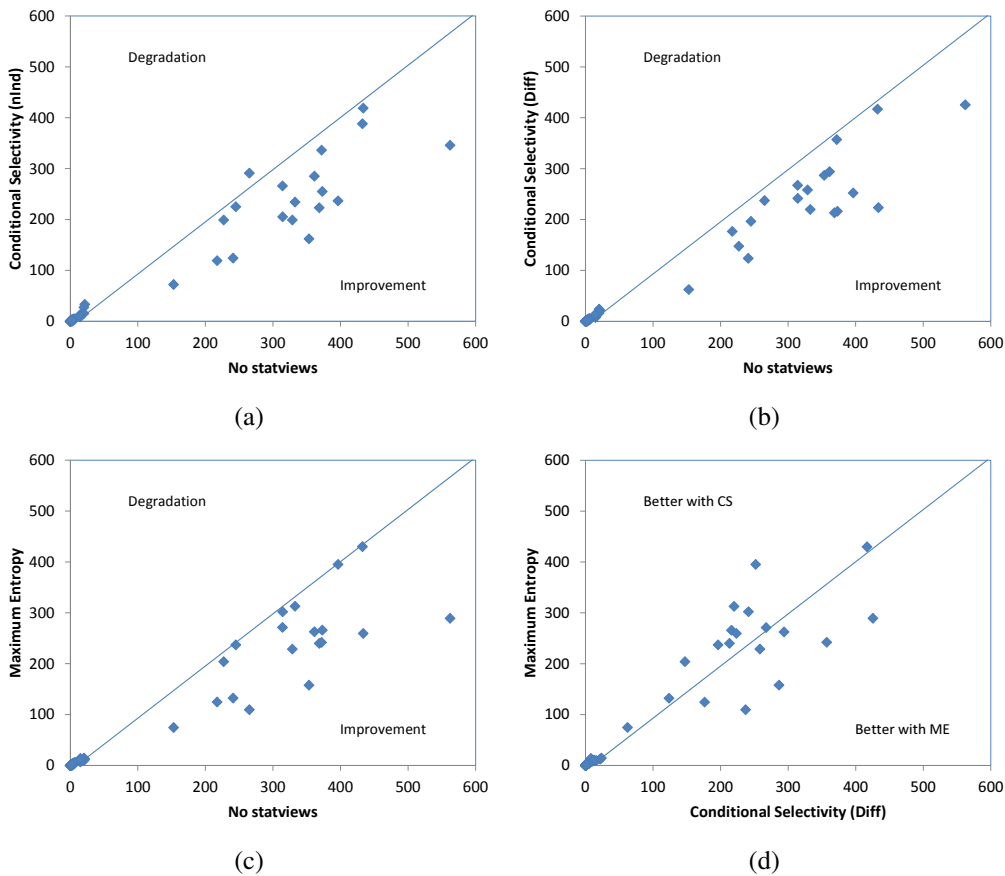 600
500
400
300
200
100
0
0 100 200 300 400 500 600
Conditional Selectivity (nInd)
No statviews
Degradation
Improvement
(a)
600
500
400
300
200
100
0
0 100 200 300 400 500 600
Conditional Selectivity (Diff)
No statviews
Degradation
Improvement
(b)
600
500
400
300
200
100
0
0 100 200 300 400 500 600
Maximum Entropy
No statviews
Degradation
Improvement
(c)
600
500
400
300
200
100
0
0 100 200 300 400 500 600
Maximum Entropy
Conditional Selectivity (Diff)
Better with CS
Better with ME
(d)